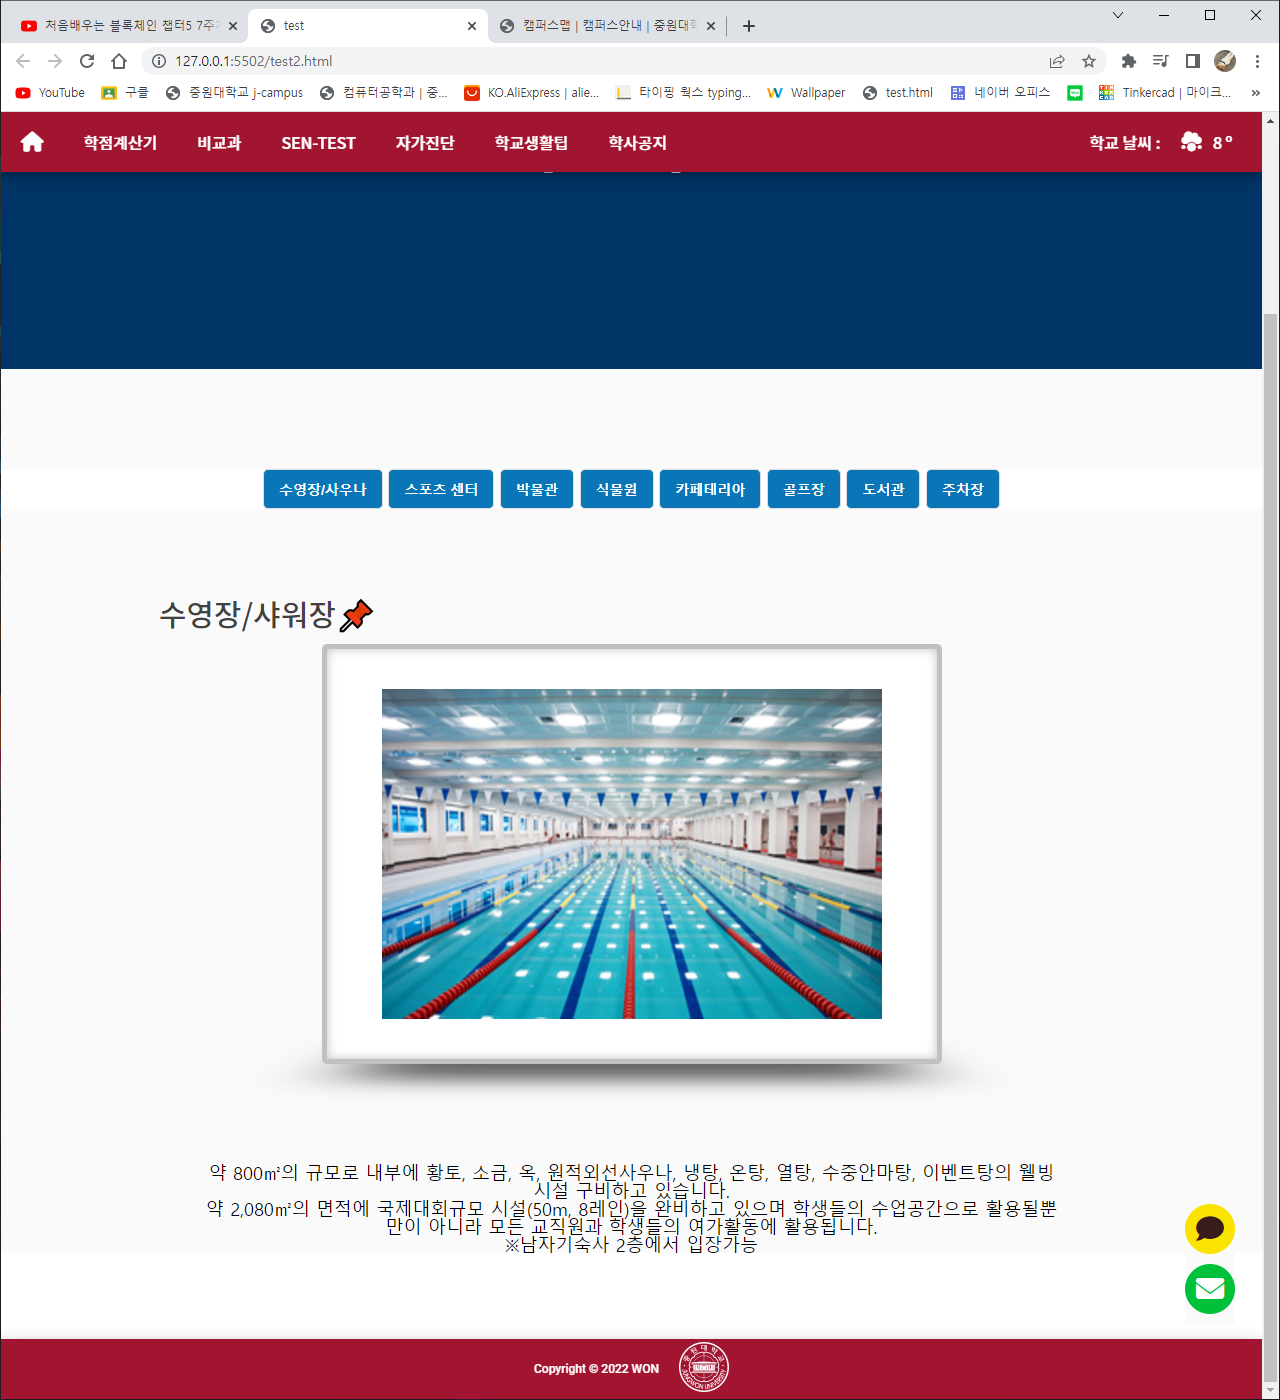 처음배우는 블록체인 챕터5 7주
test
캠퍼스맵 | 캠퍼스안내 | 중원대학
127.0.0.1:5502/test2.html
YouTube
구클
중원대학교 j-campus
컴퓨터공학과 | 중...
KO.AliExpress | alie...
타이핑 웍스 typing...
Wallpaper
test.html
네이버 오피스
Tinkercad | 마이크...
»
학점계산기
비교과
SEN-TEST
자가진단
학교생활팁
학사공지
학교 날씨 :
8 º
수영장/사우나
스포츠 센터
박물관
식물원
카페테리아
골프장
도서관
주차장
수영장/샤워장
약 800㎡의 규모로 내부에 황토, 소금, 옥, 원적외선사우나, 냉탕, 온탕, 열탕, 수중안마탕, 이벤트탕의 웰빙
시설 구비하고 있습니다.
약 2,080㎡의 면적에 국제대회규모 시설(50m, 8레인)을 완비하고 있으며 학생들의 수업공간으로 활용될뿐
만이 아니라 모든 교직원과 학생들의 여가활동에 활용됩니다.
※남자기숙사 2층에서 입장가능
Copyright © 2022 WON